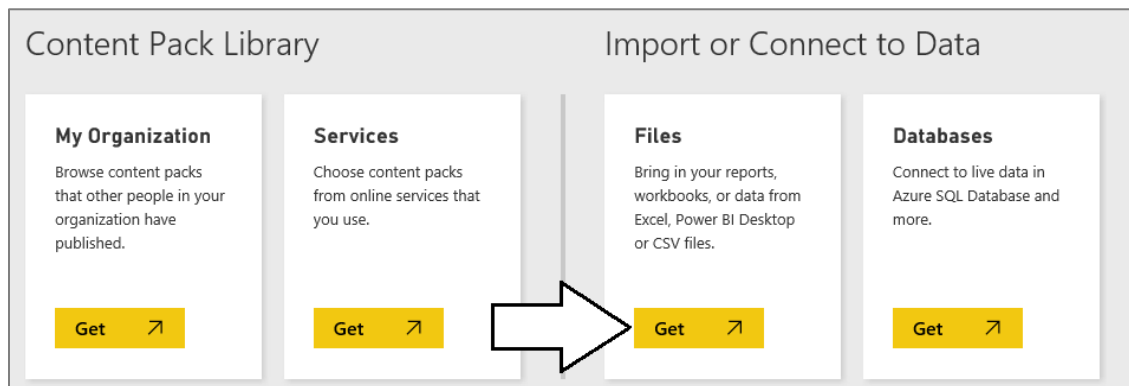 Content Pack Library
My Organization
Browse content packs
that other people in your
organization have
published.
Get
Services
Choose content packs
from online services that
you use.
Get
Import or Connect to Data
Files
Bring in your reports,
workbooks, or data from
Excel, Power BI Desktop
or CSV files.
Get
Databases
Connect to live data in
Azure SQL Database and
more.
Get